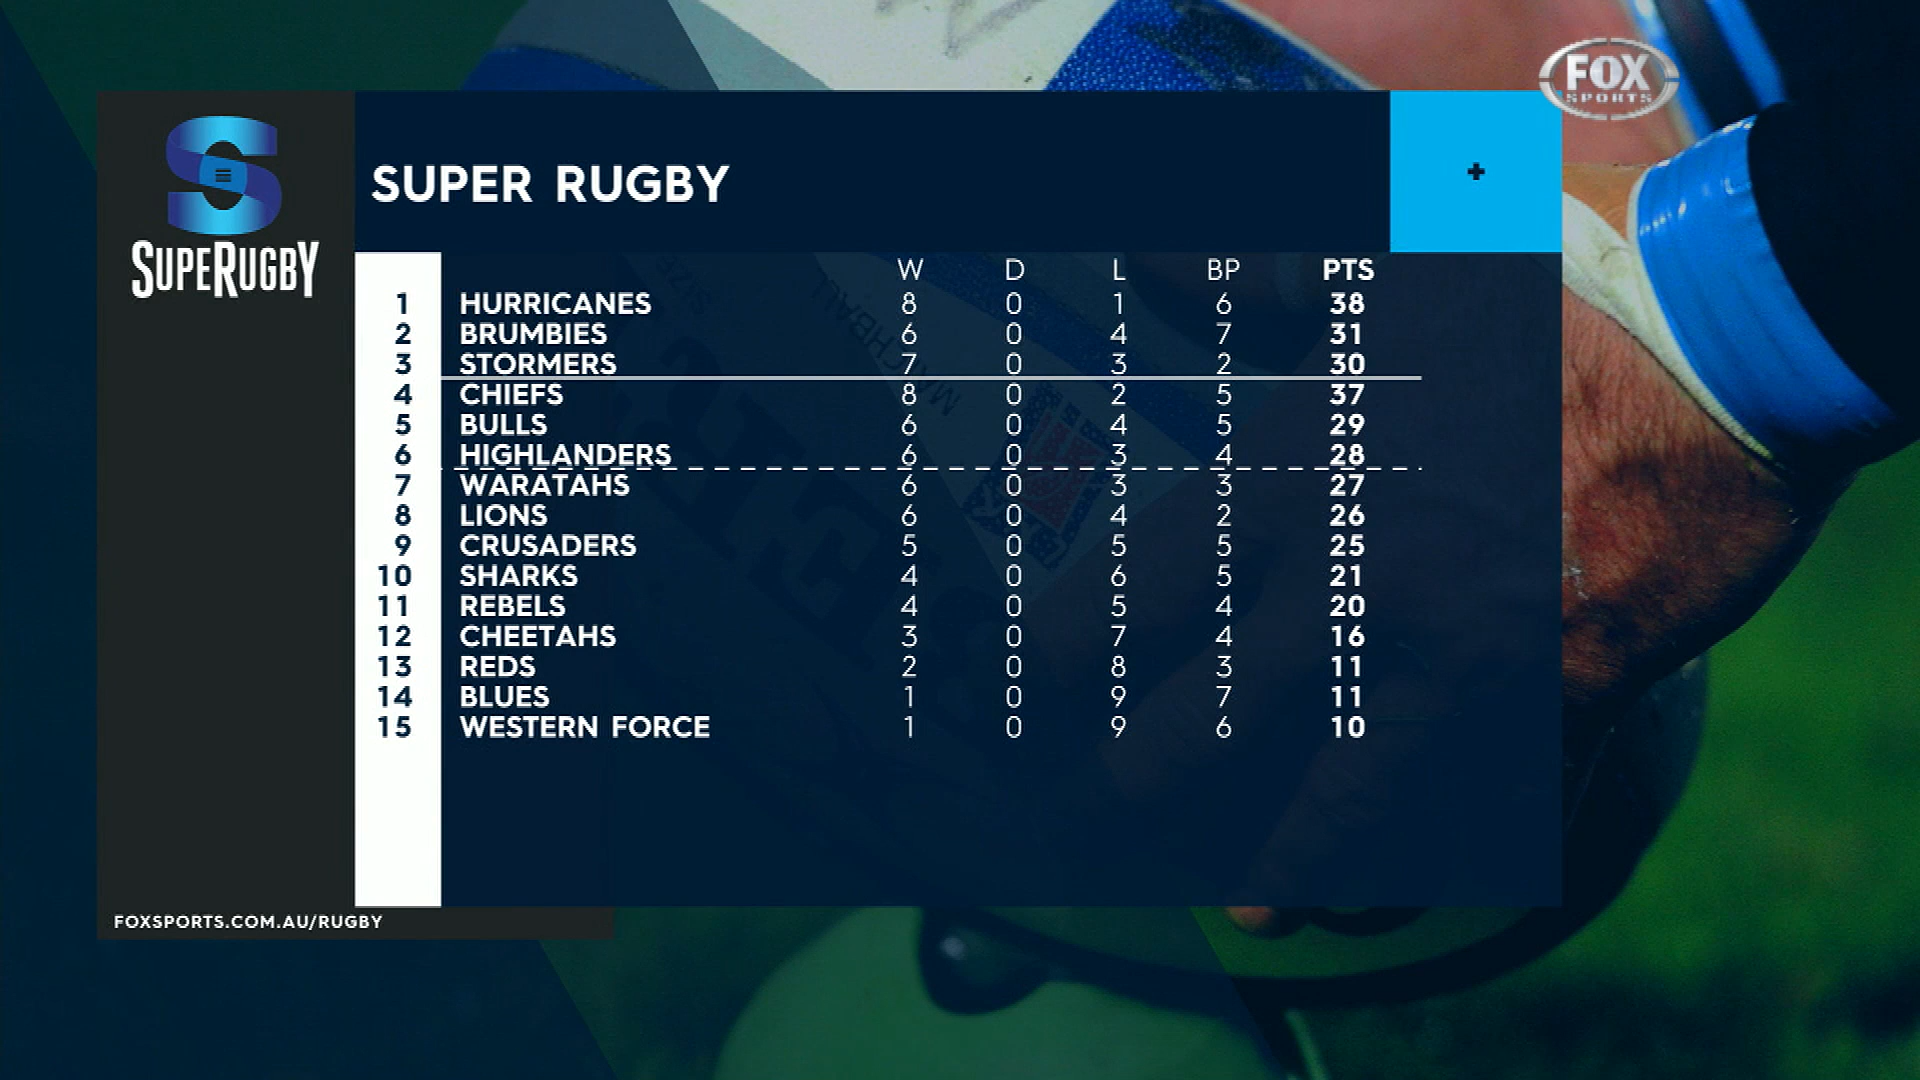 FOX
SPORTS
SUPERUGBY
SUPER RUGBY
+
W D L BP PTS
1 HURRICANES 8 0 1 6 38
2 BRUMBIES 6 0 4 7 31
3 STORMERS 7 0 3 2 30
4 CHIEFS 8 0 2 5 37
5 BULLS 6 0 4 5 29
6 HIGHLANDERS 6 0 3 4 28
7 WARATAHS 6 0 3 3 27
8 LIONS 6 0 4 2 26
9 CRUSADERS 5 0 5 5 25
10 SHARKS 4 0 6 5 21
11 REBELS 4 0 5 4 20
12 CHEETAHS 3 0 7 4 16
13 REDS 2 0 8 3 11
14 BLUES 1 0 9 7 11
15 WESTERN FORCE 1 0 9 6 10
MATCHBALL
FOXSPORTS.COM.AU/RUGBY